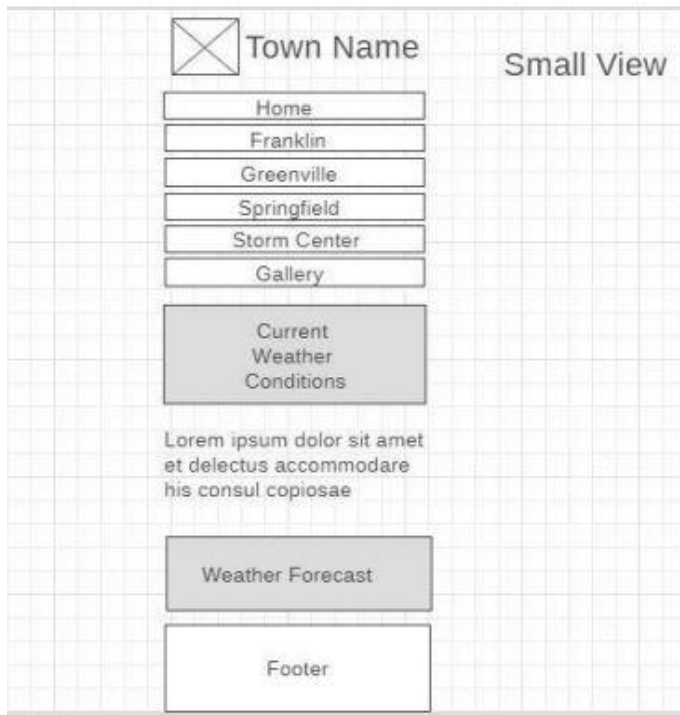 Town Name
Small View
Home
Franklin
Greenville
Springfield
Storm Center
Gallery
Current
Weather
Conditions
Lorem ipsum dolor sit amet
et delectus accommodare
his consul copiosae
Weather Forecast
Footer